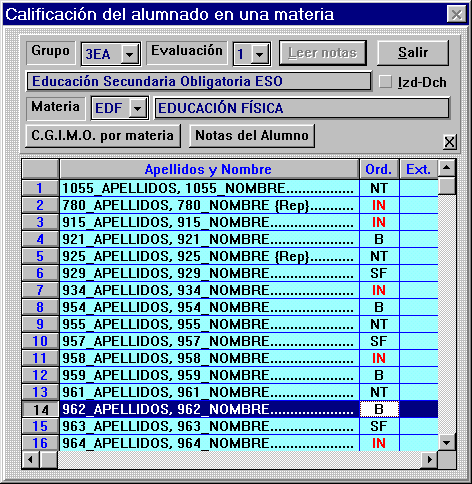 Calificación del alumnado en una materia
Grupo 3EA Evaluación 1 Leer notas Salir
Educación Secundaria Obligatoria ESO Izd-Dch
Materia EDF EDUCACIÓN FÍSICA
C.G.I.M.O. por materia Notas del Alumno
Apellidos y Nombre Ord. Ext.
1 1055_APELLIDOS, 1055_NOMBRE................ NT
2 780_APELLIDOS, 780_NOMBRE {Rep}.......... IN
3 915_APELLIDOS, 915_NOMBRE.................... IN
4 921_APELLIDOS, 921_NOMBRE.................... B
5 925_APELLIDOS, 925_NOMBRE {Rep}.......... NT
6 929_APELLIDOS, 929_NOMBRE.................... SF
7 934_APELLIDOS, 934_NOMBRE.................... IN
8 954_APELLIDOS, 954_NOMBRE.................... B
9 955_APELLIDOS, 955_NOMBRE.................... NT
10 957_APELLIDOS, 957_NOMBRE.................... SF
11 958_APELLIDOS, 958_NOMBRE.................... IN
12 959_APELLIDOS, 959_NOMBRE.................... B
13 961_APELLIDOS, 961_NOMBRE.................... NT
14 962_APELLIDOS, 962_NOMBRE.................... B
15 963_APELLIDOS, 963_NOMBRE.................... SF
16 964_APELLIDOS, 964_NOMBRE.................... IN